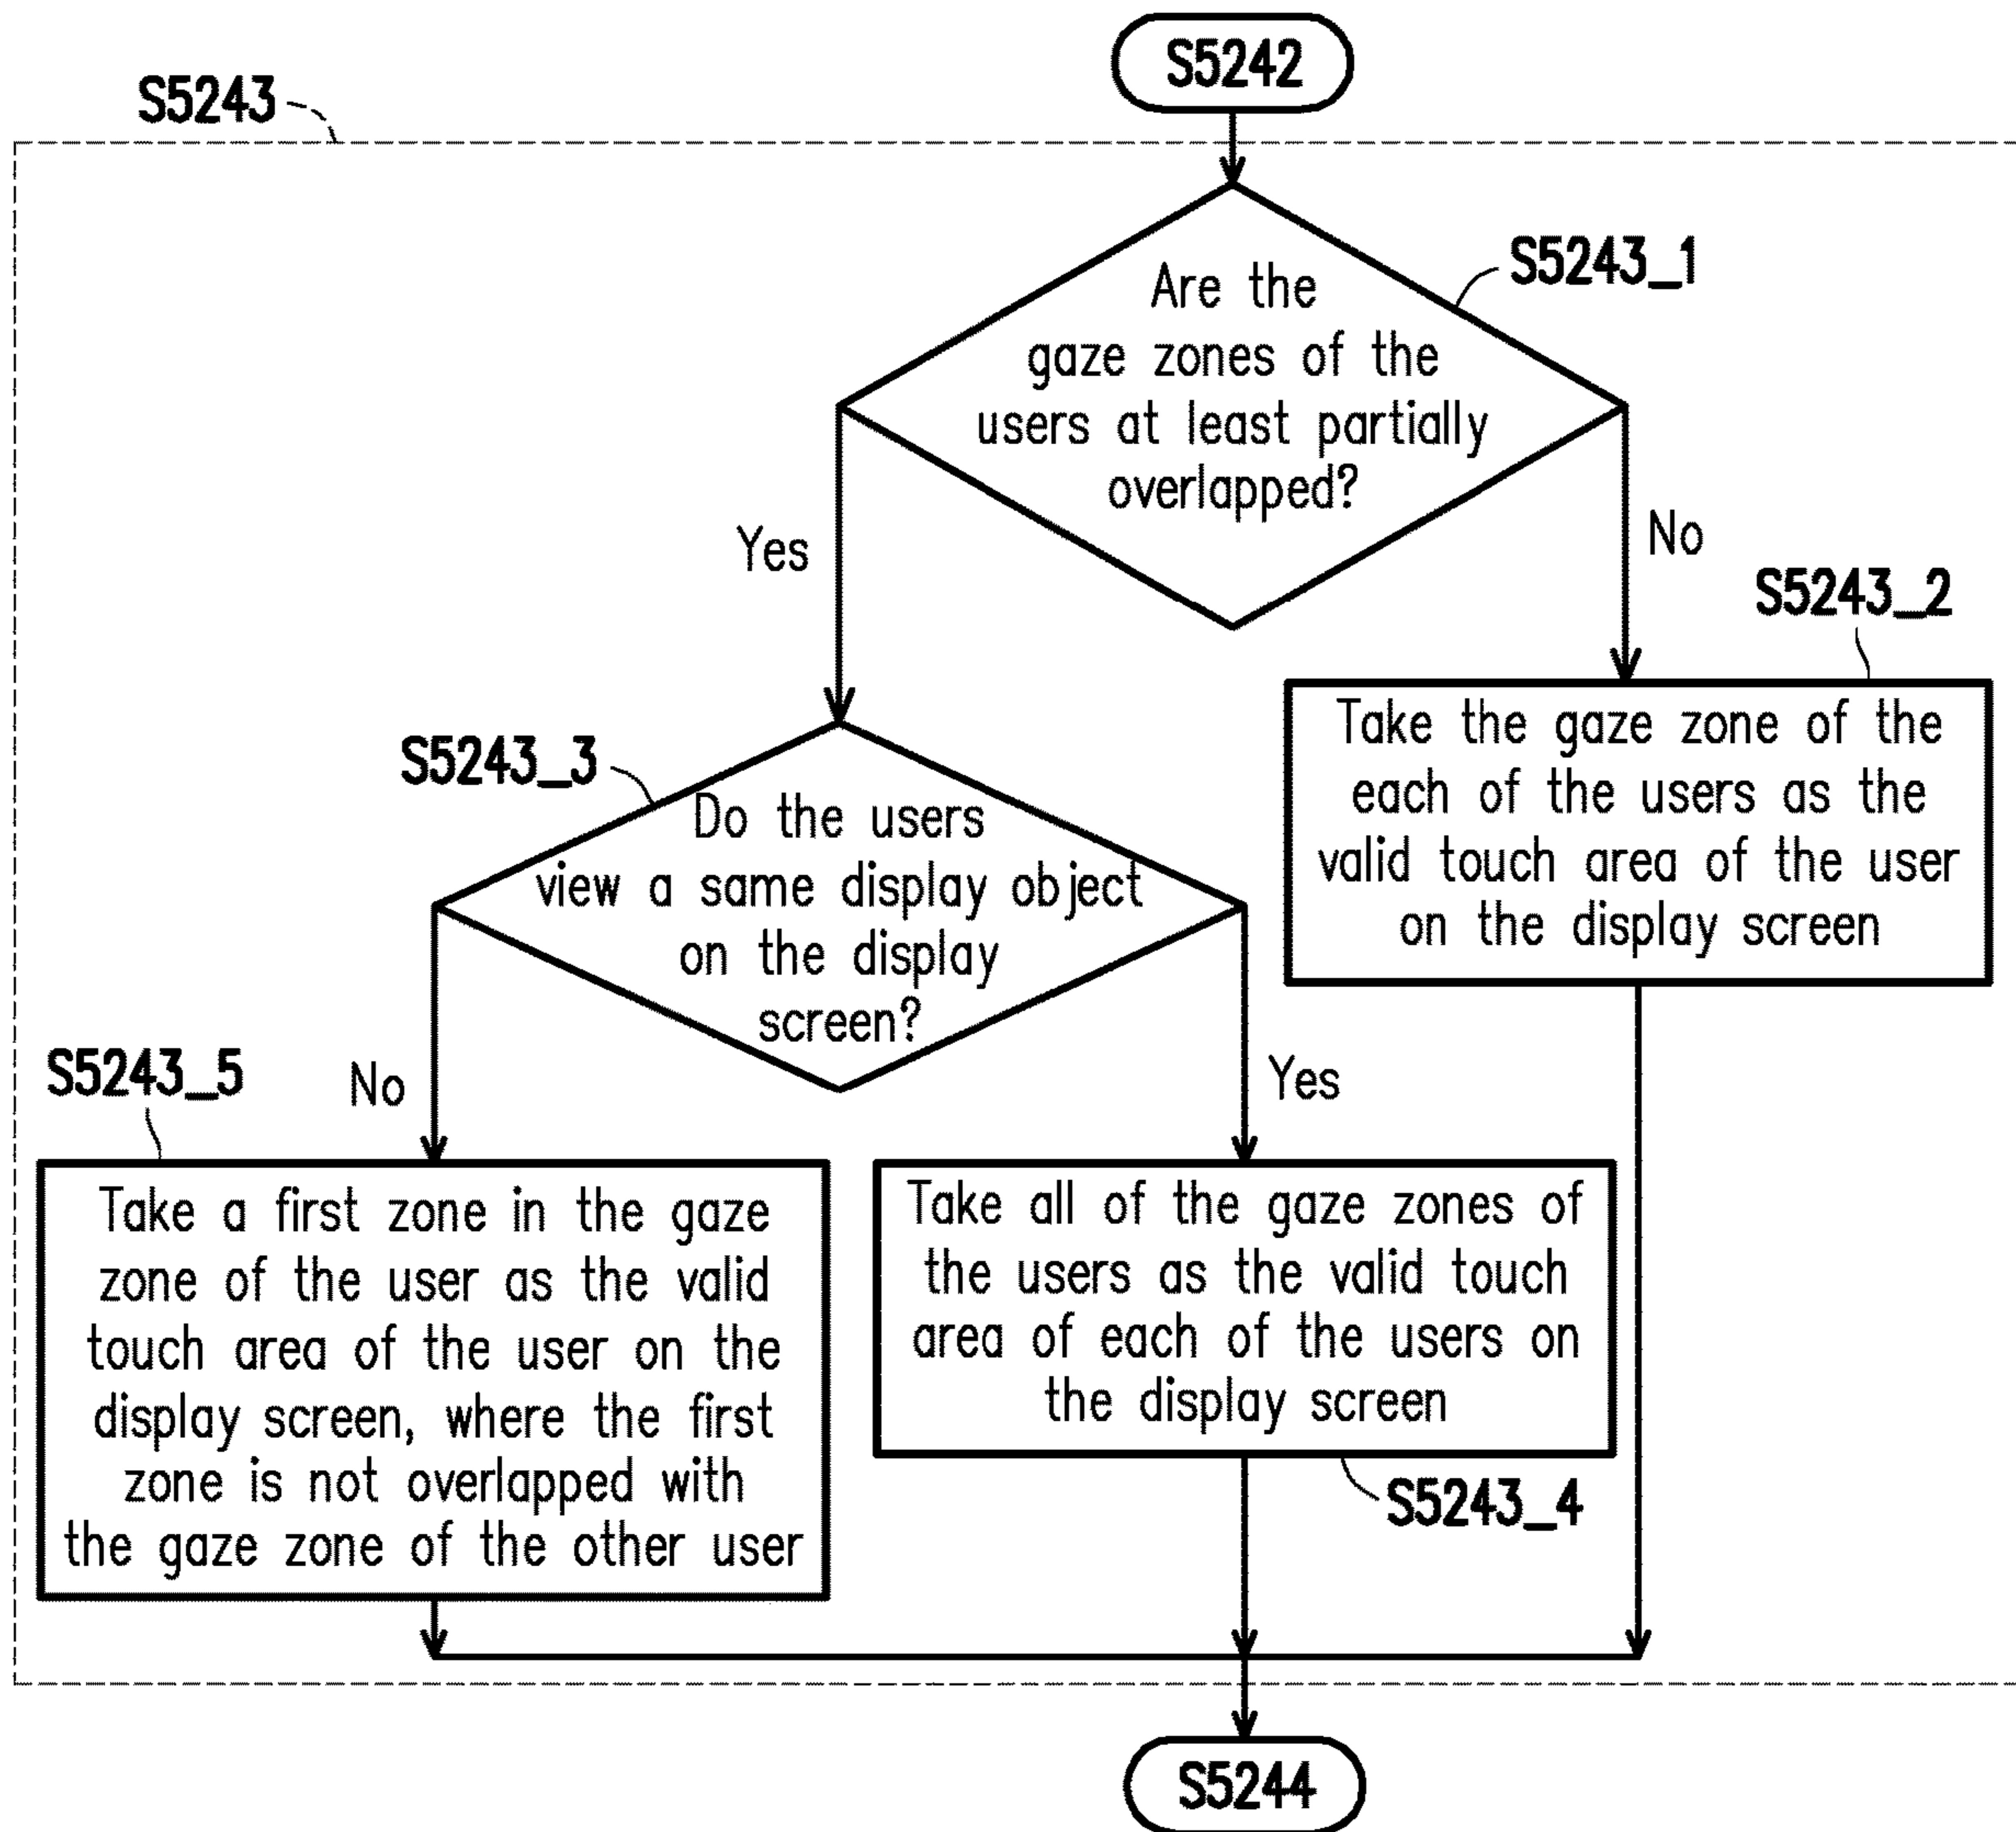 S5242
S5243
Are the
gaze zones of the
users at least partially
overlapped?
S5243_1
Yes
No
S5243_2
Take the gaze zone of the
each of the users as the
valid touch area of the user
on the display screen
S5243_3
Do the users
view a same display object
on the display
screen?
No
Yes
S5243_5
Take a first zone in the gaze
zone of the user as the valid
touch area of the user on the
display screen, where the first
zone is not overlapped with
the gaze zone of the other user
Take all of the gaze zones of
the users as the valid touch
area of each of the users on
the display screen
S5243_4
S5244